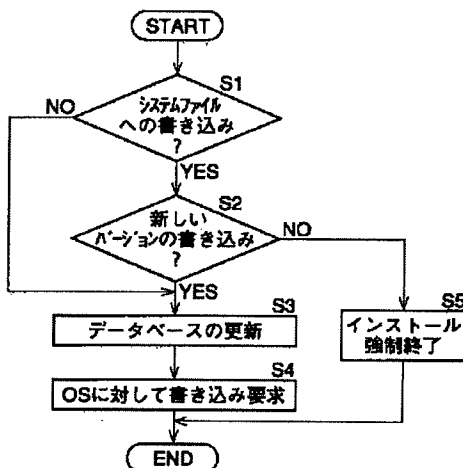 START
S1
NO
システムファイル
への書き込み
?
YES
S2
新しい
バージョンの書き込み
?
NO
YES
S3
データベースの更新
S5
インストール
強制終了
S4
OSに対して書き込み要求
END